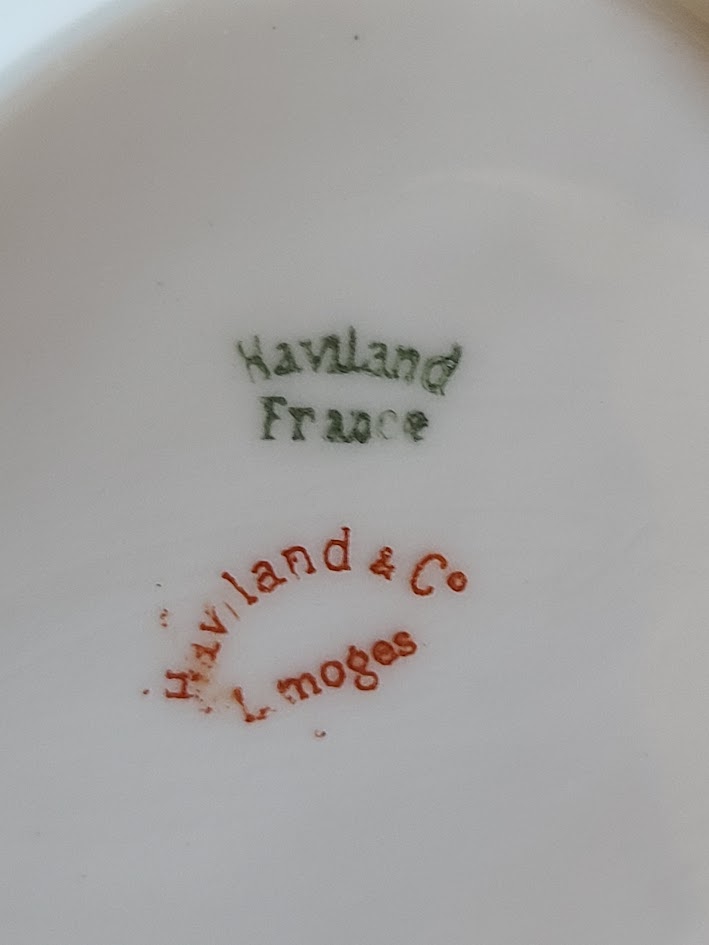 Haviland
France
Haviland & Co
Limoges